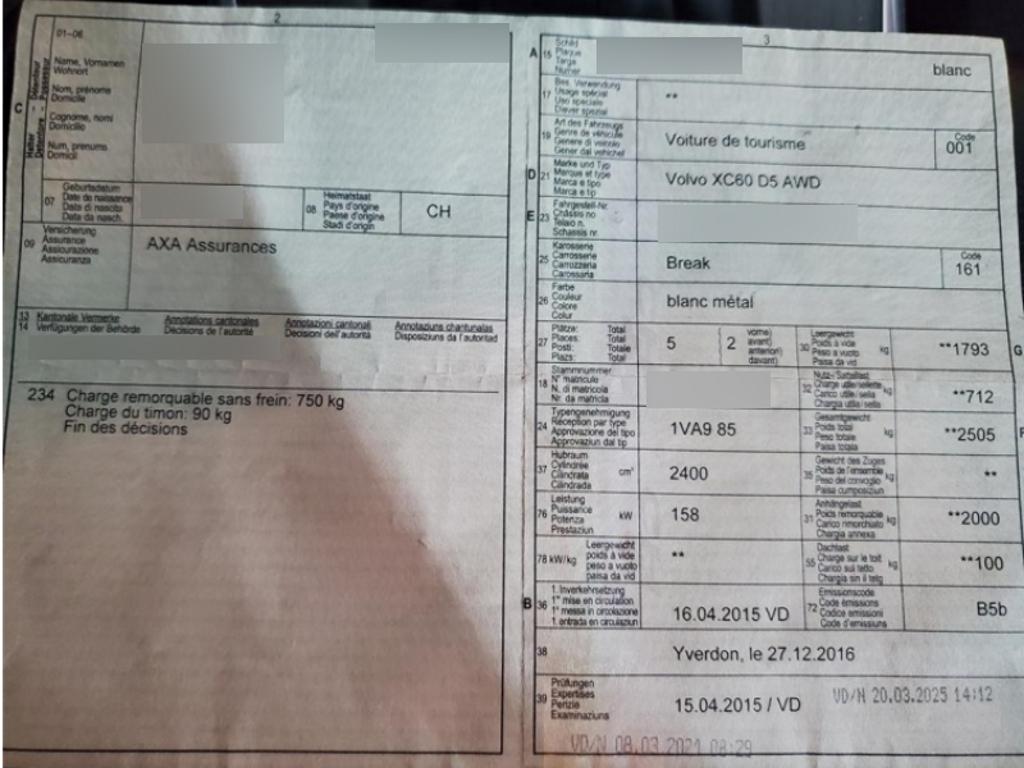 2
01-06
Name, Vornamen
Wohnort
Nom, prénoms
Domicile
Cognome, nomi
Domicilio
Num, prenums
Domicil
C
Halter Détenteur
Detentore Possessur
07
Geburtsdatum
Date de naissance
Data di nascita
Data da nasch.
08
Heimatstaat
Pays d'origine
Paese d'origine
Stadi d'origin
CH
09
Versicherung
Assurance
Assicurazione
Assicuranza
AXA Assurances
13 Kantonale Vermerke Annotations cantonales Annotazioni cantonali Annotaziuns chantunalas
14 Verfügungen der Behörde Décisions de l'autorité Decisioni dell'autorità Disposiziuns da l'autoritad
234 Charge remorquable sans frein: 750 kg
Charge du timon: 90 kg
Fin des décisions
3
A 15
Schild
Plaque
Targa
Numer
blanc
17
Bes. Verwendung
Usage spécial
Uso speciale
Diever spezial
**
19
Art des Fahrzeugs
Genre de véhicule
Genere di veicolo
Gener dal vehichel
Voiture de tourisme
Code
001
D 21
Marke und Typ
Marque et type
Marca e tipo
Marca e tip
Volvo XC60 D5 AWD
E 23
Fahrgestell-Nr.
Châssis no
Telaio n.
Schassis nr.
25
Karosserie
Carrosserie
Carrozzeria
Carossaria
Break
Code
161
26
Farbe
Couleur
Colore
Colur
blanc métal
27
Plätze: Total
Places: Total
Posti: Totale
Plazs: Total
5
2
vorne)
avant)
anteriori)
davant)
30
Leergewicht
Poids à vide
Peso a vuoto
Paisa da vid
kg
**1793
G
18
Stammnummer
N° matricule
N. di matricola
Nr. da matricla
32
Nutz-/Sattellast
Charge utile/sellette
Carico utile/sella
Chargia utila/sella
kg
**712
24
Typengenehmigung
Réception par type
Approvazione del tipo
Approvaziun dal tip
1VA9 85
33
Gesamtgewicht
Poids total
Peso totale
Paisa totala
kg
**2505
F
37
Hubraum
Cylindrée
Cilindrata
Cilindrada
cm³
2400
35
Gewicht des Zuges
Poids de l'ensemble
Peso del convoglio
Paisa cumposiziun
kg
**
76
Leistung
Puissance
Potenza
Prestaziun
kW
158
31
Anhängelast
Poids remorquable
Carico rimorchiato
Chargia annexa
kg
**2000
78 kW/kg
Leergewicht
poids à vide
peso a vuoto
paisa da vid
**
55
Dachlast
Charge sur le toit
Carico sul tetto
Chargia sin il tetg
kg
**100
B 36
1. Inverkehrsetzung
1re mise en circulation
1a messa in circolazione
1. entrada en circulaziun
16.04.2015 VD
72
Emissionscode
Code émissions
Codice emissioni
Code d'emissiuns
B5b
38
Yverdon, le 27.12.2016
39
Prüfungen
Expertises
Perizie
Examinaziuns
15.04.2015 / VD
VD/N 20.03.2025 14:12
VD/N 08.03.2021 08:29